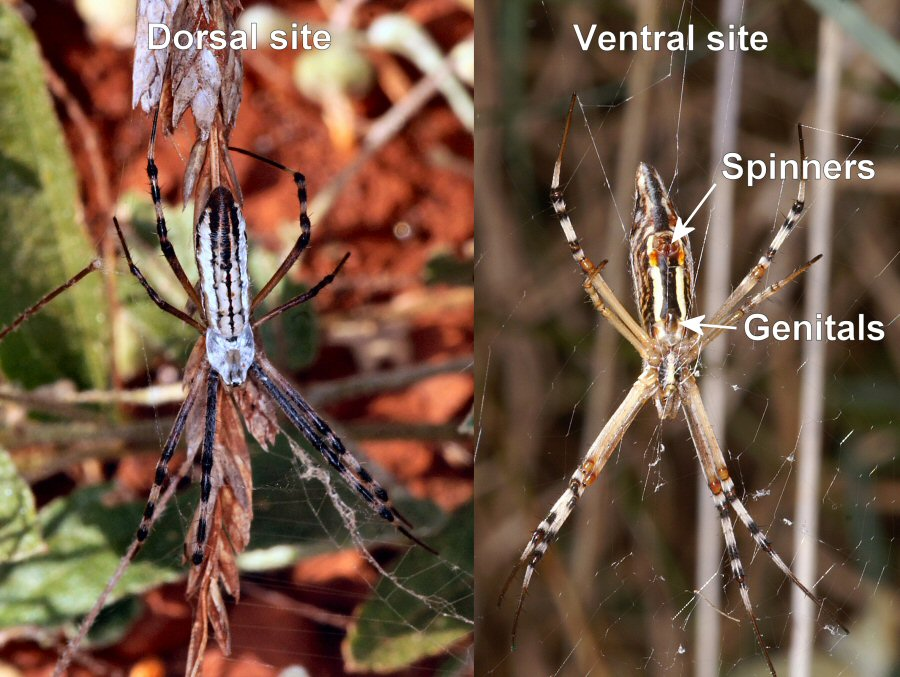 Dorsal site
Ventral site
Spinners
Genitals